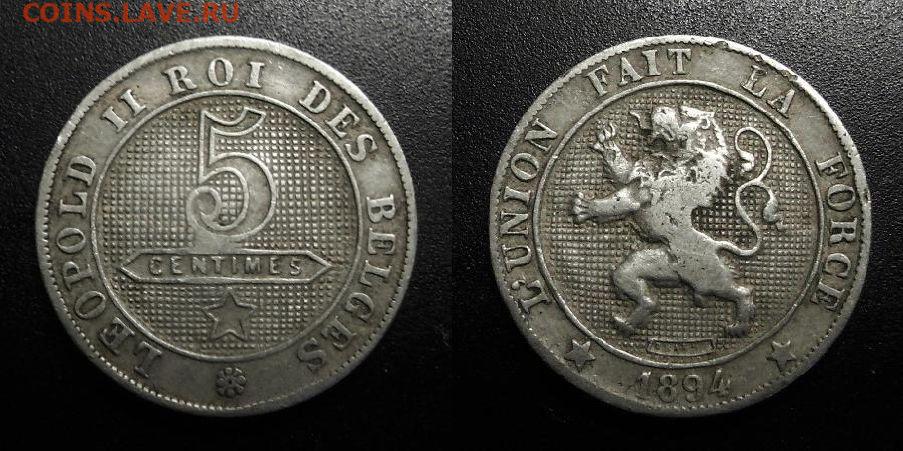 COINS.LAVE.RU
LEOPOLD II ROI DES BELGES
5
CENTIMES
L'UNION FAIT LA FORCE
1894